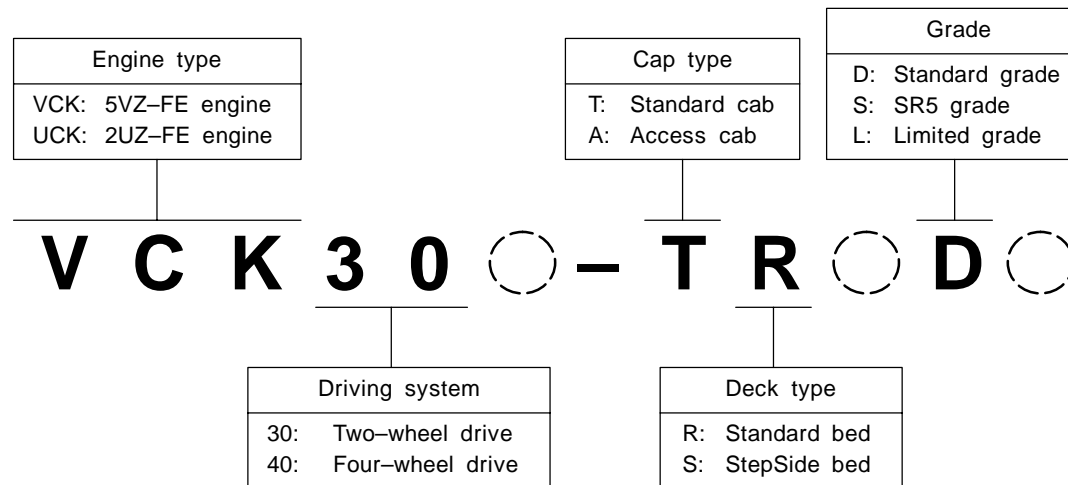 Engine type
VCK: 5VZ–FE engine
UCK: 2UZ–FE engine
Cap type
T: Standard cab
A: Access cab
Grade
D: Standard grade
S: SR5 grade
L: Limited grade
V C K 3 0 – T R D
Driving system
30: Two–wheel drive
40: Four–wheel drive
Deck type
R: Standard bed
S: StepSide bed